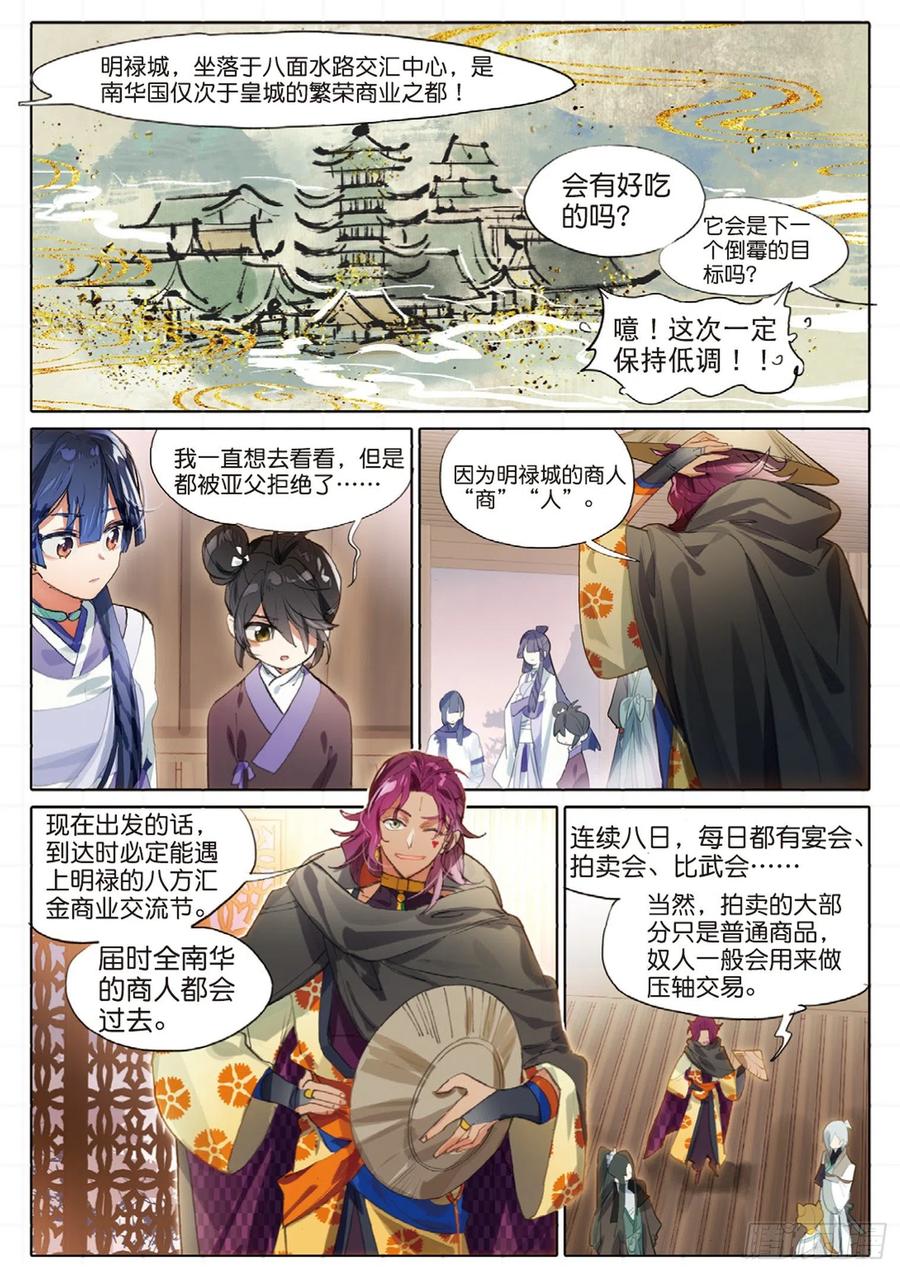 明禄城，坐落于八面水路交汇中心，是
南华国仅次于皇城的繁荣商业之都！
会有好吃
的吗？
它会是下一
个倒霉的目
标吗？
噫！这次一定
保持低调！！
我一直想去看看，但是
都被亚父拒绝了……
因为明禄城的商人
“商”“人”。
现在出发的话，
到达时必定能遇
上明禄的八方汇
金商业交流节。
届时全南华
的商人都会
过去。
连续八日，每日都有宴会、
拍卖会、比武会……
当然，拍卖的大部
分只是普通商品，
奴人一般会用来做
压轴交易。
腾讯动漫